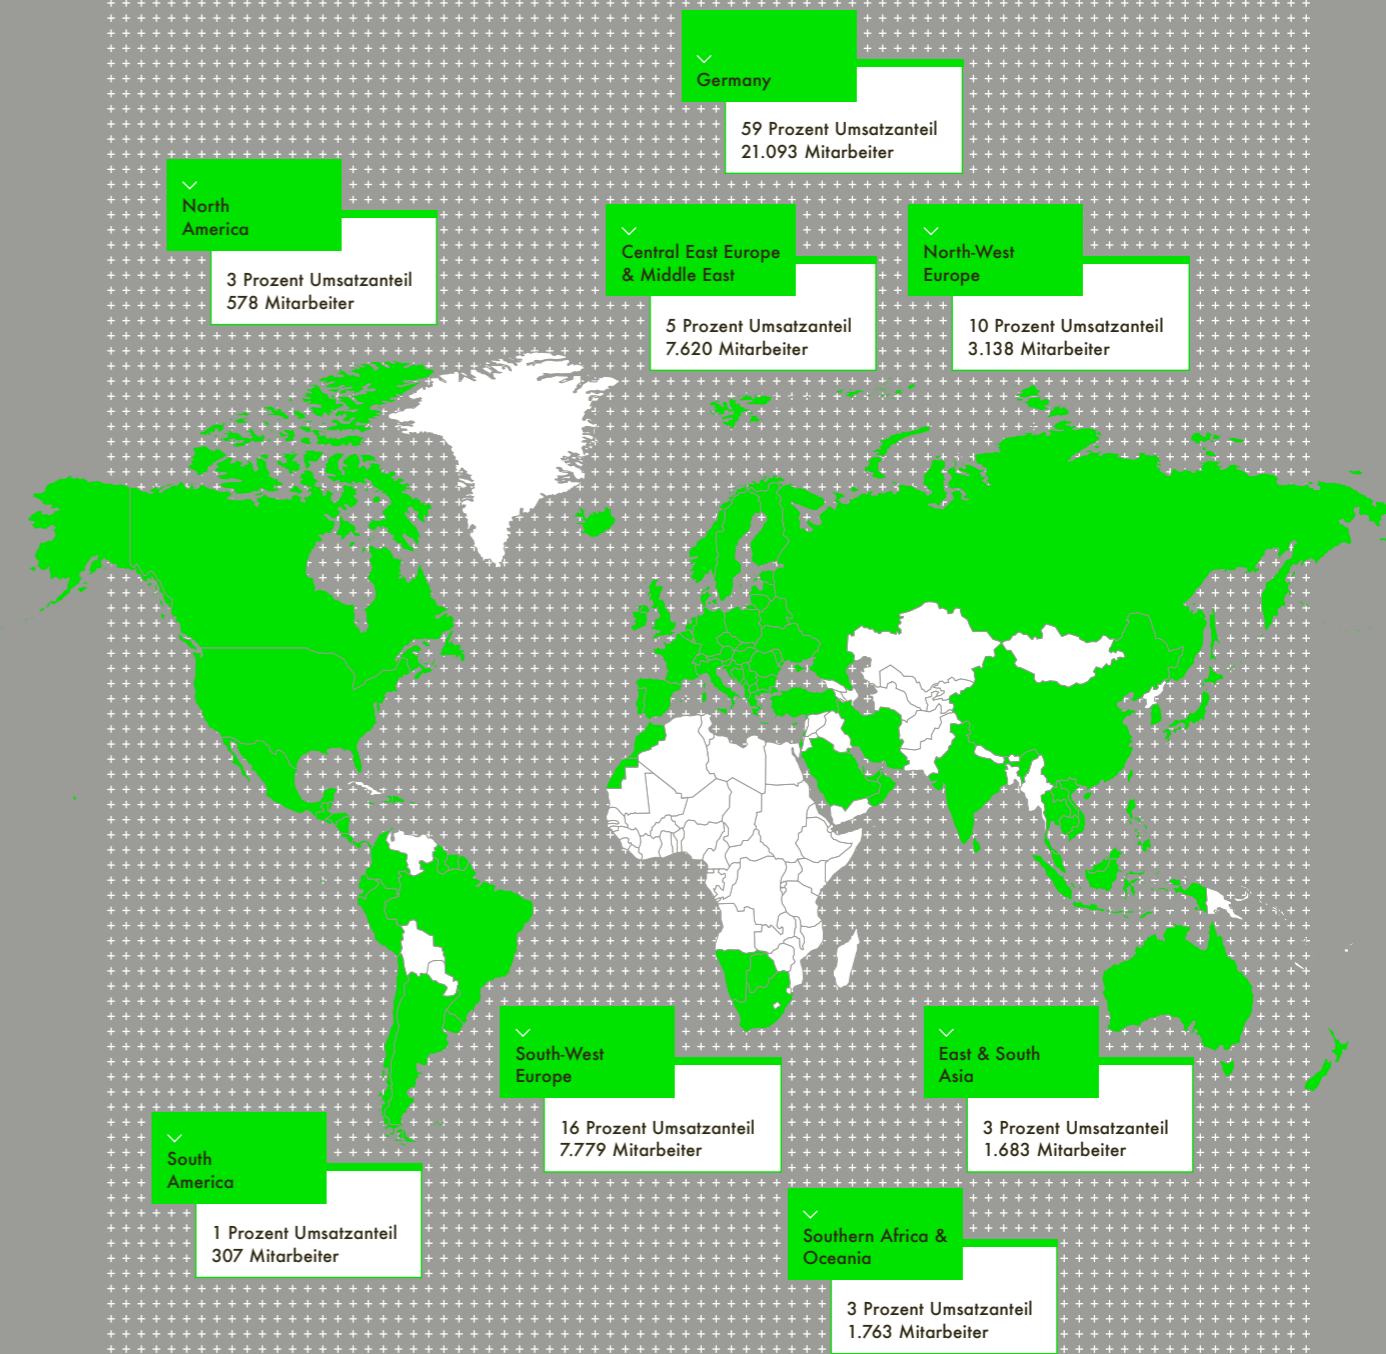 Germany
59 Prozent Umsatzanteil
21.093 Mitarbeiter
North
America
3 Prozent Umsatzanteil
578 Mitarbeiter
Central East Europe
& Middle East
5 Prozent Umsatzanteil
7.620 Mitarbeiter
North-West
Europe
10 Prozent Umsatzanteil
3.138 Mitarbeiter
South-West
Europe
16 Prozent Umsatzanteil
7.779 Mitarbeiter
East & South
Asia
3 Prozent Umsatzanteil
1.683 Mitarbeiter
South
America
1 Prozent Umsatzanteil
307 Mitarbeiter
Southern Africa &
Oceania
3 Prozent Umsatzanteil
1.763 Mitarbeiter